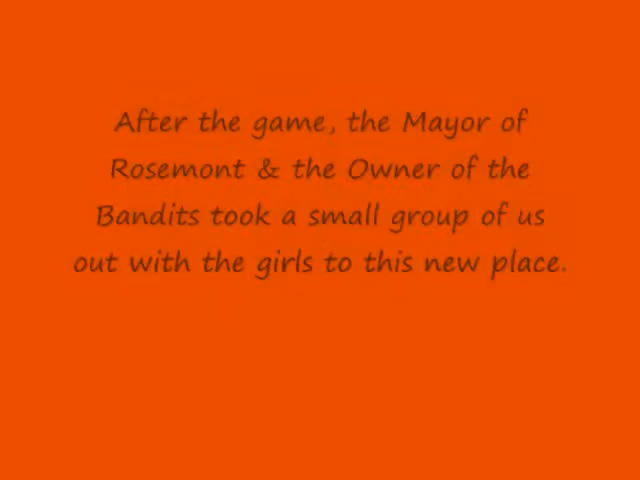 After the game, the Mayor of
Rosemont & the Owner of the
Bandits took a small group of us
out with the girls to this new place.